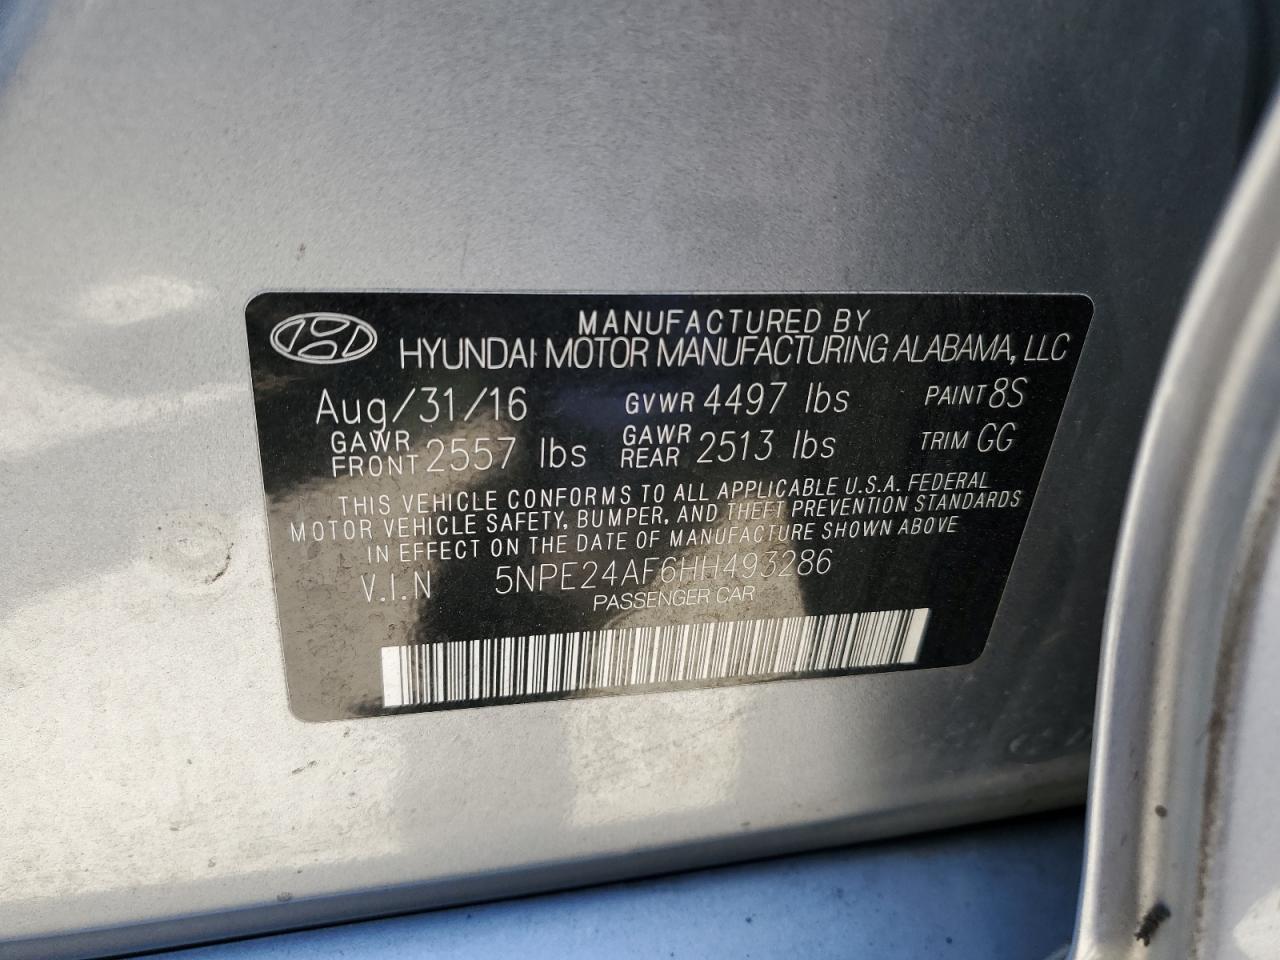 MANUFACTURED BY
HYUNDAI MOTOR MANUFACTURING ALABAMA, LLC
Aug/31/16 GVWR 4497 lbs PAINT 8S
GAWR FRONT 2557 lbs GAWR REAR 2513 lbs TRIM GG
THIS VEHICLE CONFORMS TO ALL APPLICABLE U.S.A. FEDERAL
MOTOR VEHICLE SAFETY, BUMPER, AND THEFT PREVENTION STANDARDS
IN EFFECT ON THE DATE OF MANUFACTURE SHOWN ABOVE
V.I.N 5NPE24AF6HH493286
PASSENGER CAR